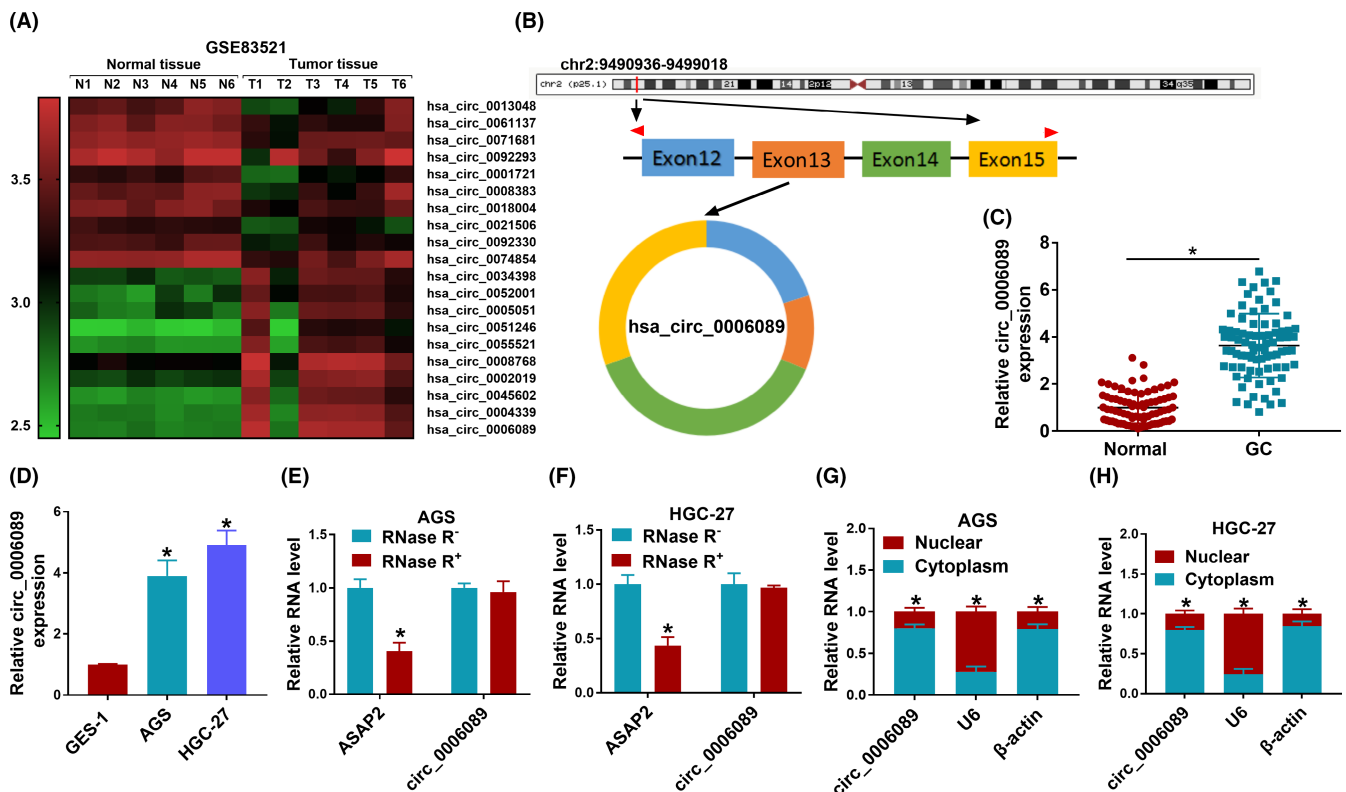 (A)
GSE83521
Normal tissue Tumor tissue
N1 N2 N3 N4 N5 N6 T1 T2 T3 T4 T5 T6
3.5
3.0
2.5
hsa_circ_0013048
hsa_circ_0061137
hsa_circ_0071681
hsa_circ_0092293
hsa_circ_0001721
hsa_circ_0008383
hsa_circ_0018004
hsa_circ_0021506
hsa_circ_0092330
hsa_circ_0074854
hsa_circ_0034398
hsa_circ_0052001
hsa_circ_0005051
hsa_circ_0051246
hsa_circ_0055521
hsa_circ_0008768
hsa_circ_0002019
hsa_circ_0045602
hsa_circ_0004339
hsa_circ_0006089
(B)
chr2:9490936-9499018
chr2 (p25.1) 21 14 2p12 13 34 q35
Exon12 Exon13 Exon14 Exon15
hsa_circ_0006089
(C)
Relative circ_0006089
expression
8
6
4
2
0
*
Normal GC
(D)
Relative circ_0006089
expression
6
4
2
0
* *
GES-1 AGS HGC-27
(E)
AGS
RNase R-
RNase R+
Relative RNA level
1.5
1.0
0.5
0.0
*
ASAP2 circ_0006089
(F)
HGC-27
RNase R-
RNase R+
Relative RNA level
1.5
1.0
0.5
0.0
*
ASAP2 circ_0006089
(G)
AGS
Nuclear
Cytoplasm
Relative RNA level
2.0
1.5
1.0
0.5
0.0
* * *
circ_0006089 U6 β-actin
(H)
HGC-27
Nuclear
Cytoplasm
Relative RNA level
2.0
1.5
1.0
0.5
0.0
* * *
circ_0006089 U6 β-actin